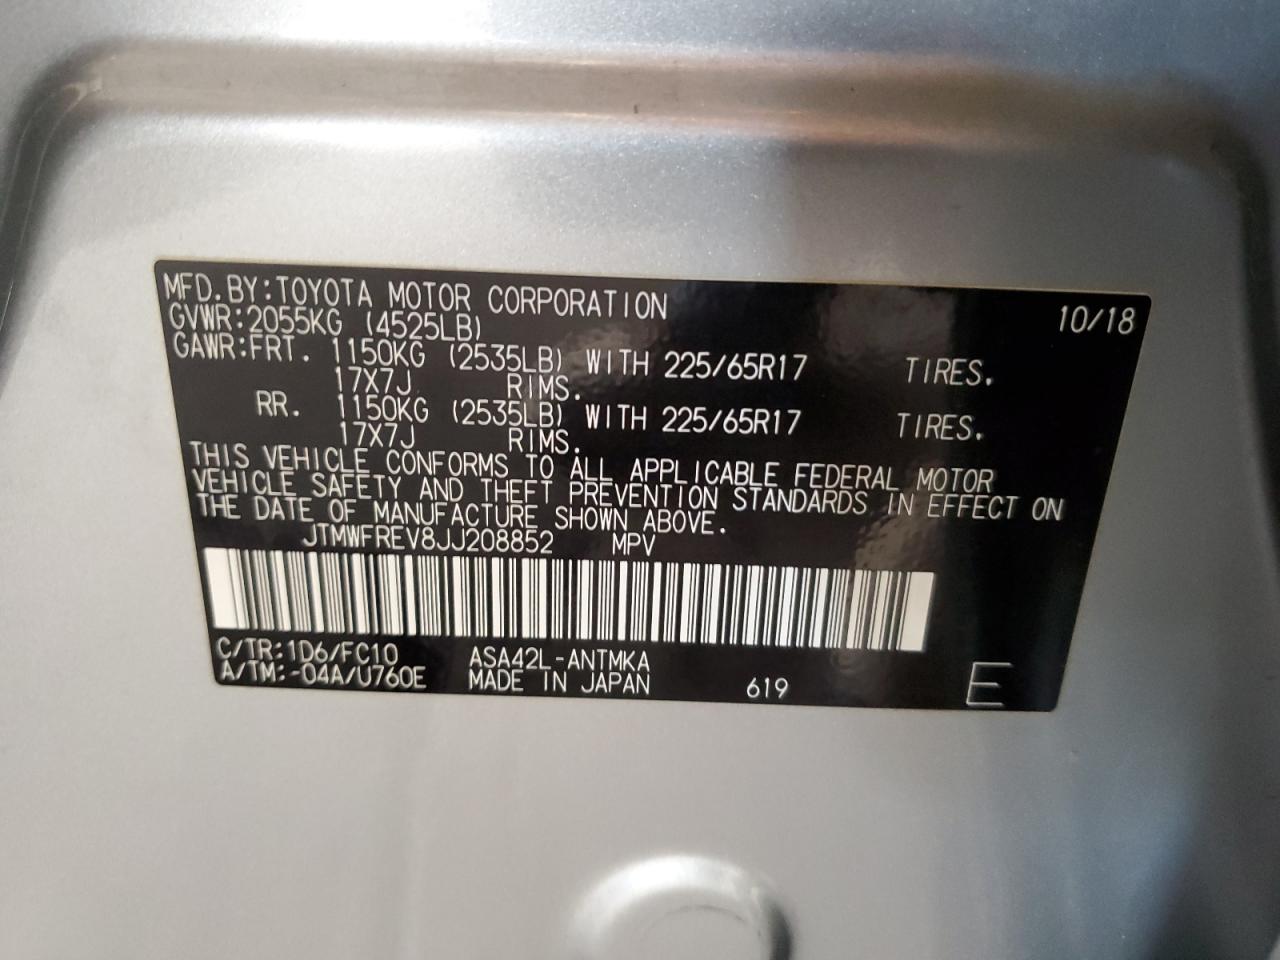 MFD.BY:TOYOTA MOTOR CORPORATION 10/18
GVWR:2055KG (4525LB)
GAWR:FRT. 1150KG (2535LB) WITH 225/65R17 TIRES.
17X7J RIMS.
RR. 1150KG (2535LB) WITH 225/65R17 TIRES.
17X7J RIMS.
THIS VEHICLE CONFORMS TO ALL APPLICABLE FEDERAL MOTOR
VEHICLE SAFETY AND THEFT PREVENTION STANDARDS IN EFFECT ON
THE DATE OF MANUFACTURE SHOWN ABOVE.
JTMWFREV8JJ208852 MPV
C/TR:1D6/FC10 ASA42L-ANTMKA
A/TM:-04A/U760E MADE IN JAPAN 619 E